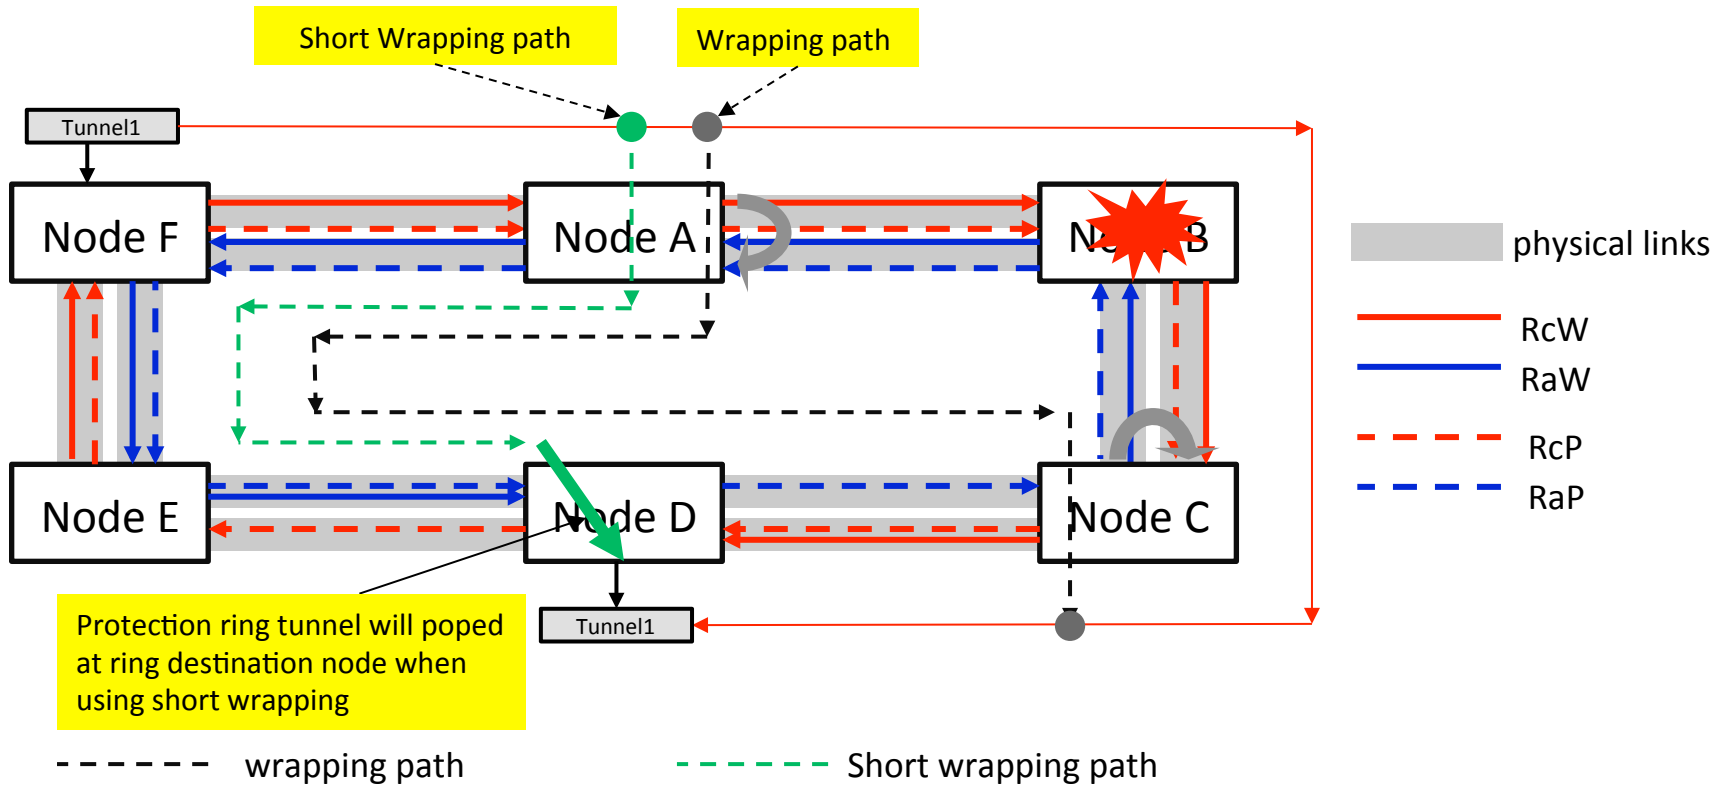 Short Wrapping path
Wrapping path
Tunnel1
Node F
Node A
Node B
physical links
RcW
RaW
RcP
RaP
Node E
Node D
Node C
Protection ring tunnel will poped
at ring destination node when
using short wrapping
Tunnel1
wrapping path
Short wrapping path